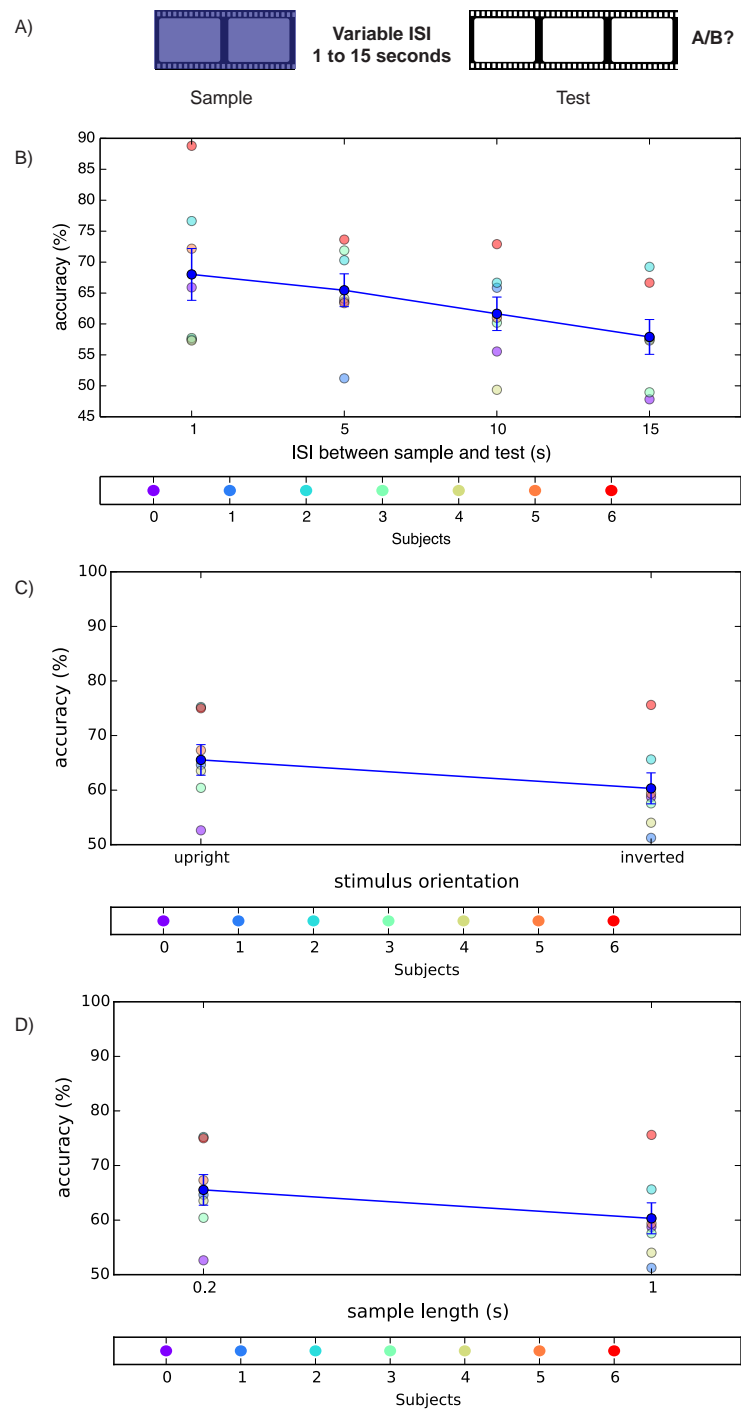 A)
Variable ISI
1 to 15 seconds
A/B?
Sample
Test
B)
90
85
80
75
70
65
60
55
50
45
accuracy (%)
1
5
10
15
ISI between sample and test (s)
0
1
2
3
4
5
6
Subjects
C)
100
90
80
70
60
50
accuracy (%)
upright
inverted
stimulus orientation
0
1
2
3
4
5
6
Subjects
D)
100
90
80
70
60
50
accuracy (%)
0.2
1
sample length (s)
0
1
2
3
4
5
6
Subjects